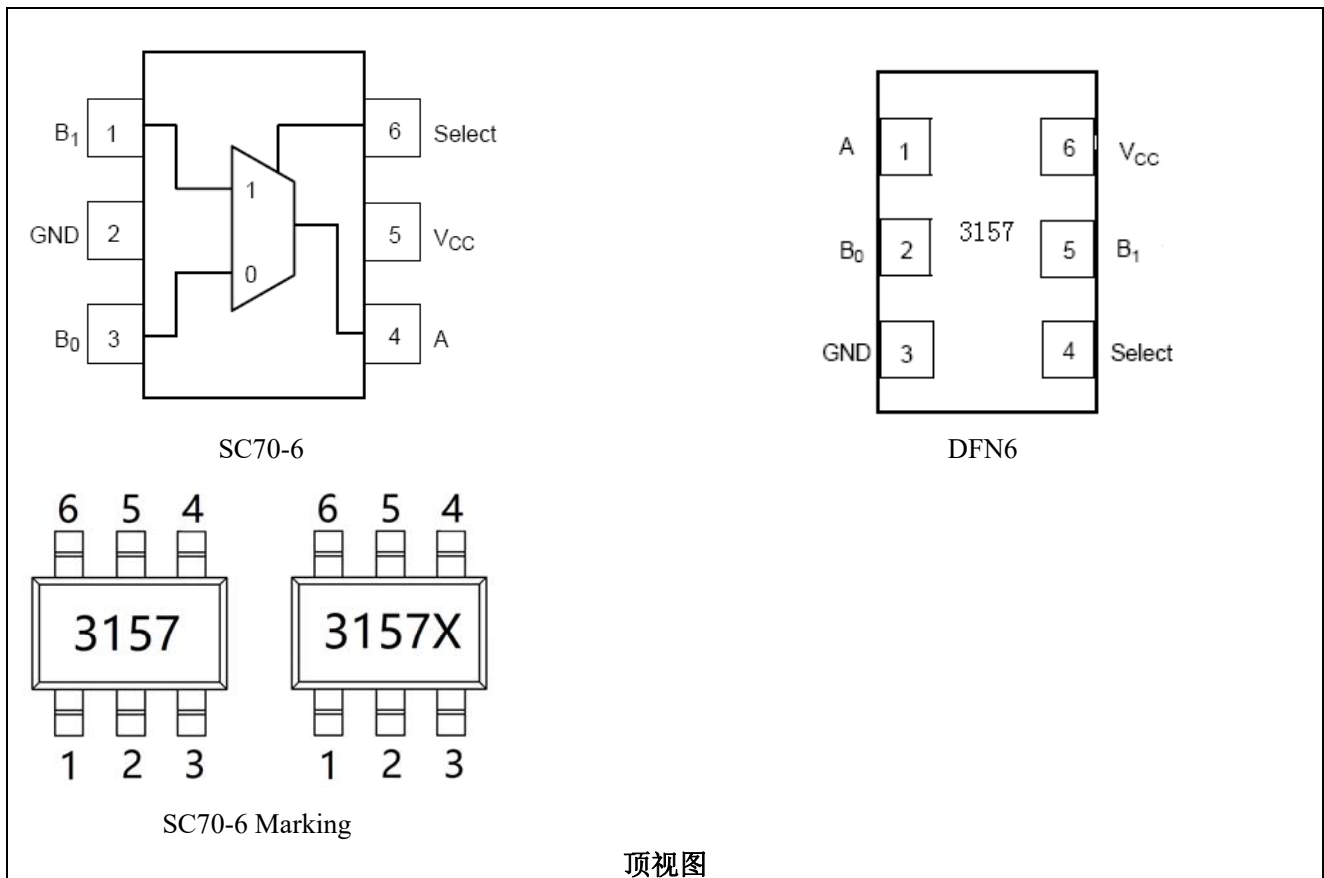 B1 1 6 Select
1
GND 2 5 VCC
0
B0 3 4 A
SC70-6
A 1 6 VCC
B0 2 3157 5 B1
GND 3 4 Select
DFN6
6 5 4
3157
1 2 3
6 5 4
3157X
1 2 3
SC70-6 Marking
顶视图